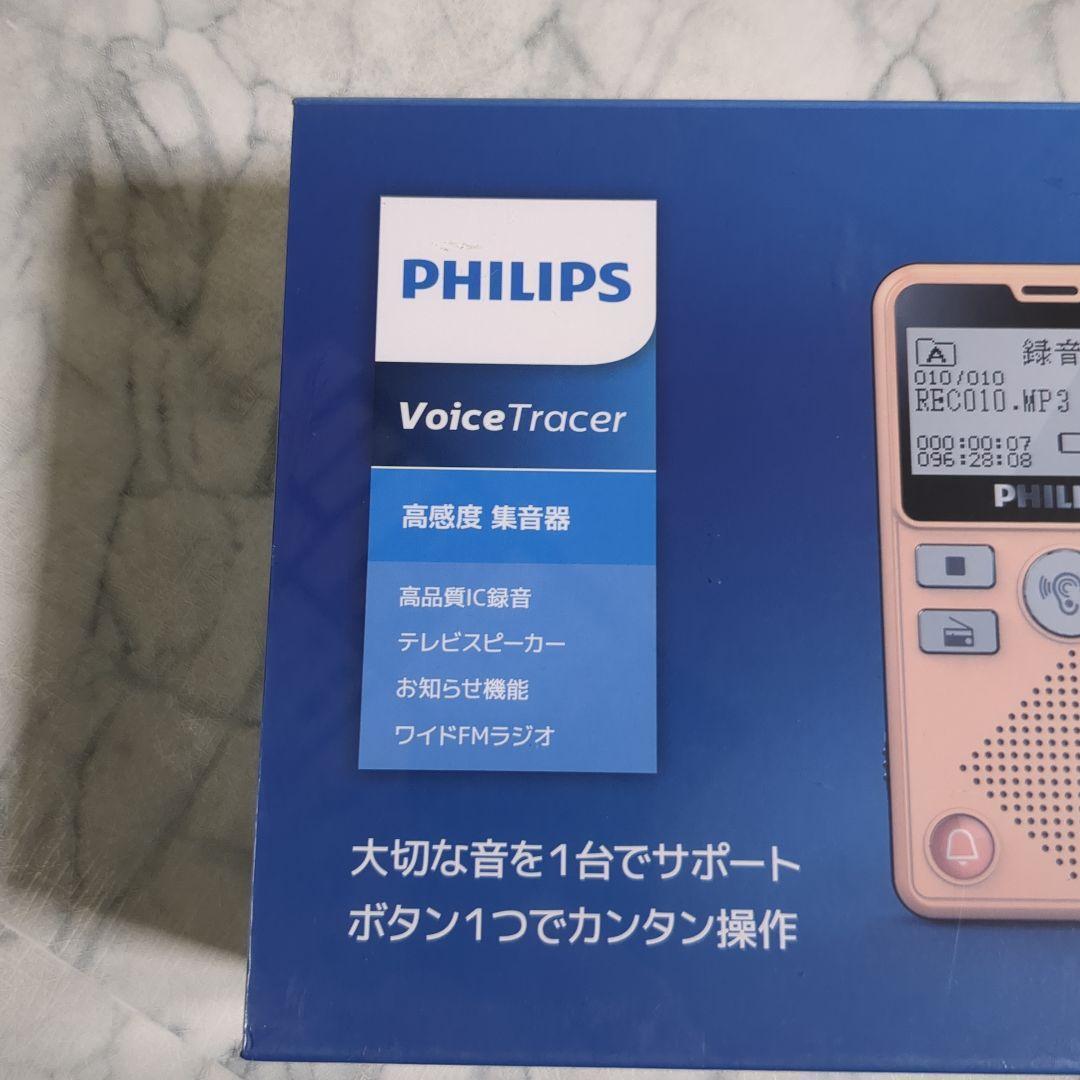 PHILIPS
VoiceTracer
高感度 集音器
高品質IC録音
テレビスピーカー
お知らせ機能
ワイドFMラジオ
大切な音を1台でサポート
ボタン1つでカンタン操作
A 録音
010/010
REC010.MP3
000:00:07
096:28:08
PHILI